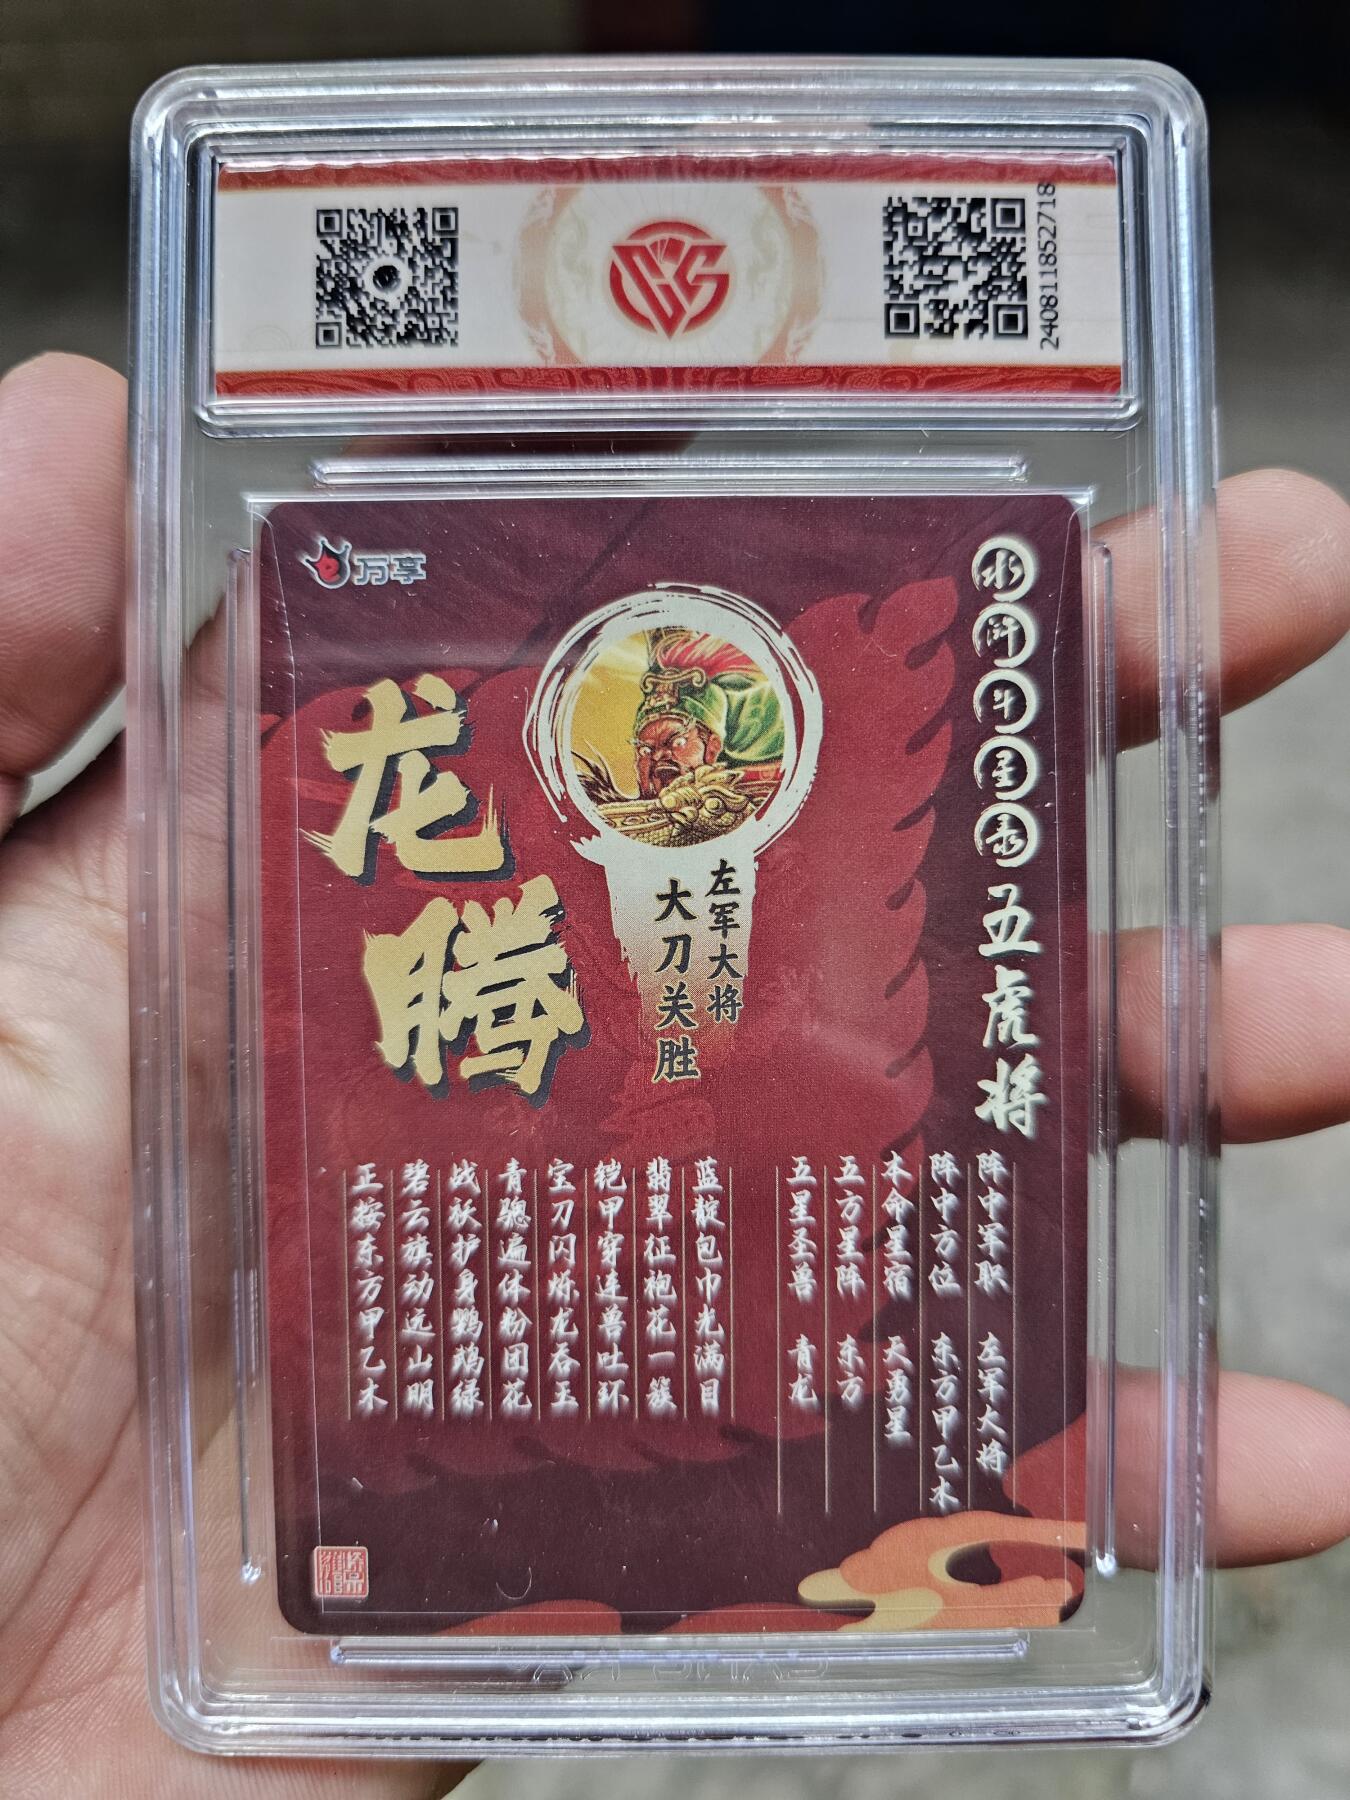 2408118527718
万享
水浒斗星录 五虎将
龙腾
左军大将
大刀关胜
阵中军职 左军大将
阵中方位 东方甲乙木
本命星宿 天勇星
五方星阵 东方
五星圣兽 青龙
蓝靛包巾光满目
翡翠征袍花一簇
铠甲穿连兽吐环
宝刀闪烁龙吞玉
青骢遍体粉团花
战袄护身鹦鹉绿
碧云旗动远山明
正按东方甲乙木